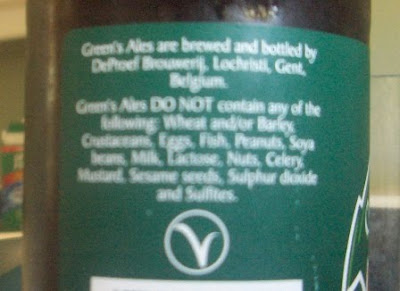 Green's Ales are brewed and bottled by
DeProef Brouwerij, Lochristi, Gent,
Belgium.
Green's Ales DO NOT contain any of the
following: Wheat and/or Barley,
Crustaceans, Eggs, Fish, Peanuts, Soya
beans, Milk, Lactose, Nuts, Celery,
Mustard, Sesame seeds, Sulphur dioxide
and Sulfites.